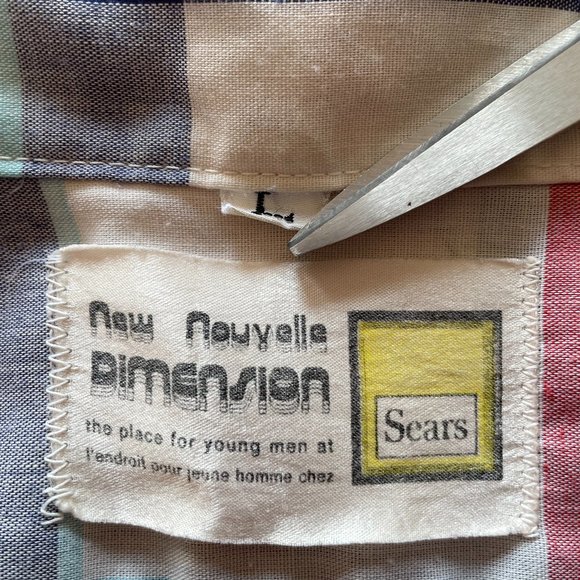 L
New Nouvelle
DIMENSION
the place for young men at
l'endroit pour jeune homme chez
Sears